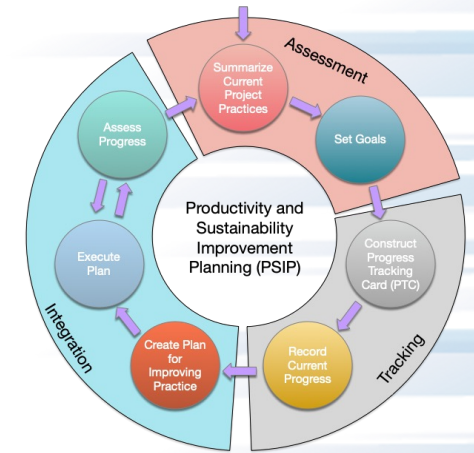 Assessment
Summarize
Current
Project
Practices
Set Goals
Construct
Progress
Tracking
Card (PTC)
Tracking
Record
Current
Progress
Create Plan
for
Improving
Practice
Integration
Execute
Plan
Assess
Progress
Productivity and
Sustainability
Improvement
Planning (PSIP)